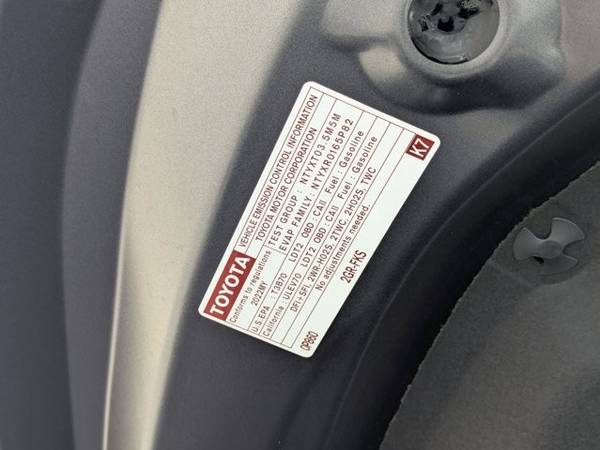 TOYOTA
VEHICLE EMISSION CONTROL INFORMATION
TOYOTA MOTOR CORPORATION
Conforms to regulations
2022MY
TEST GROUP: NTYXT03.5M5M
EVAP FAMILY: NTYXR0165P82
U.S.EPA : T3B70 LDT2 OBD : CAII Fuel : Gasoline
California : ULEV70 LDT2 OBD : CAII Fuel : Gasoline
DFI+SFI, 2WR-HO2S, 2TWC, 2HO2S, TWC
No adjustments needed.
0P860
2GR-FKS
K7